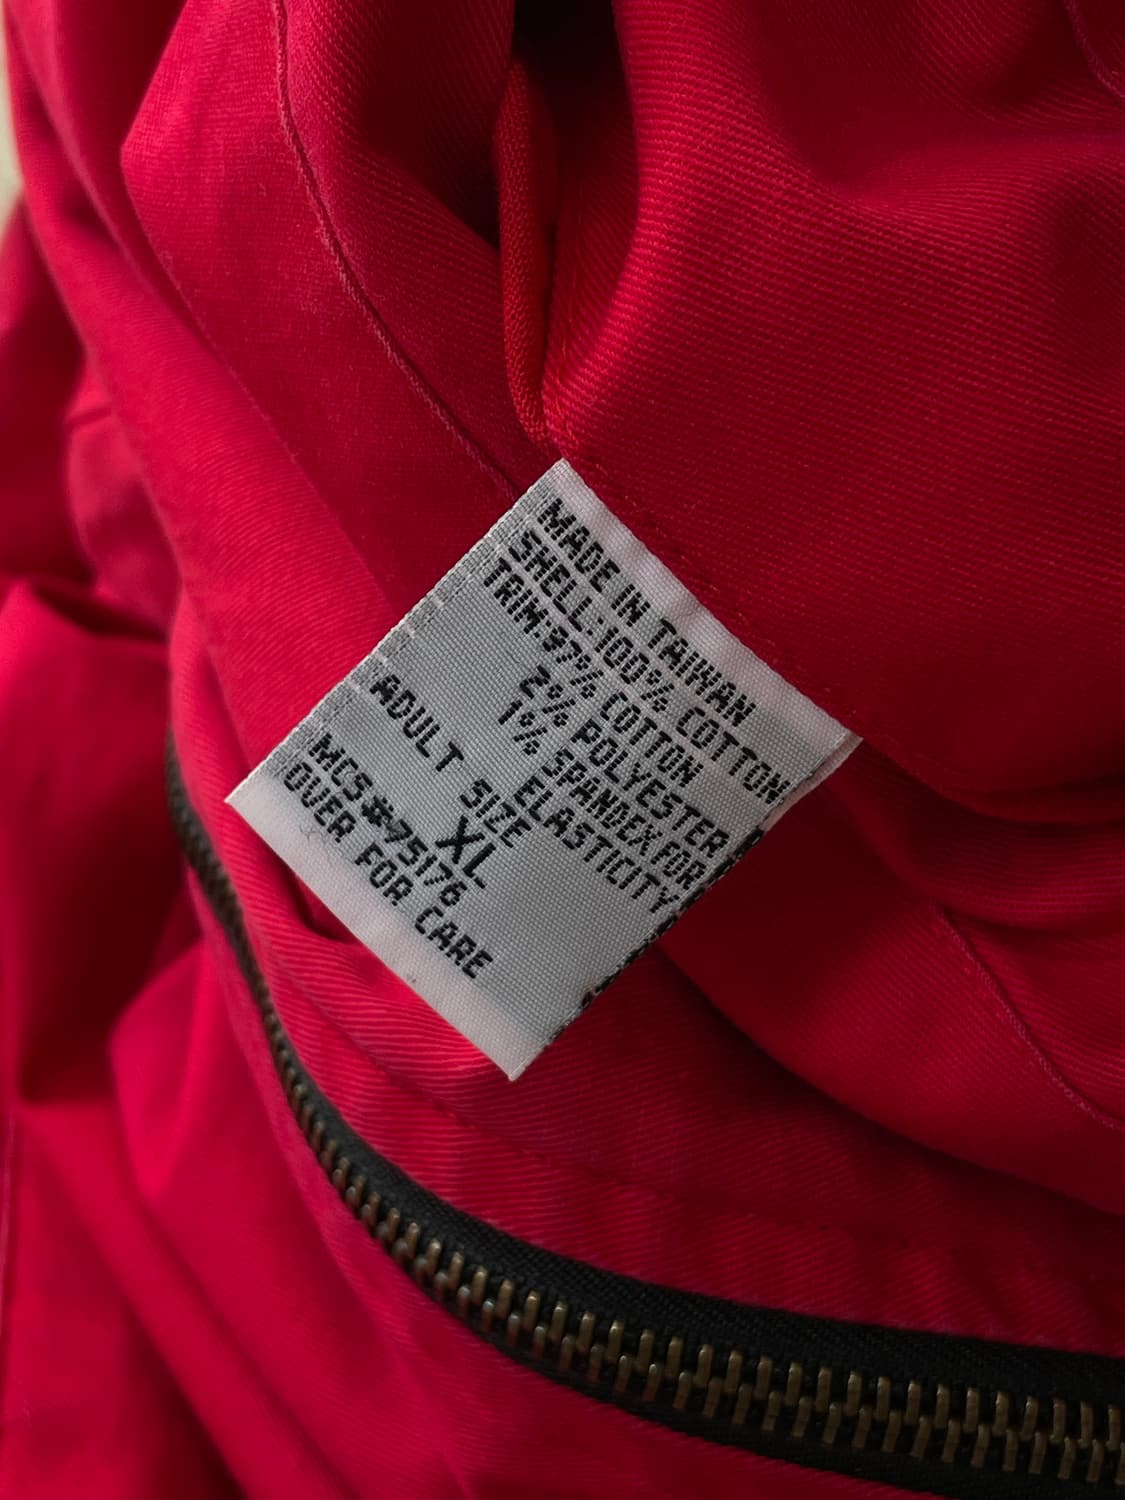 MADE IN TAIWAN
SHELL:100% COTTON
TRIM:97% COTTON
2% POLYESTER
1% SPANDEX FOR
ELASTICITY
ADULT SIZE
XL
MCS#75176
OVER FOR CARE